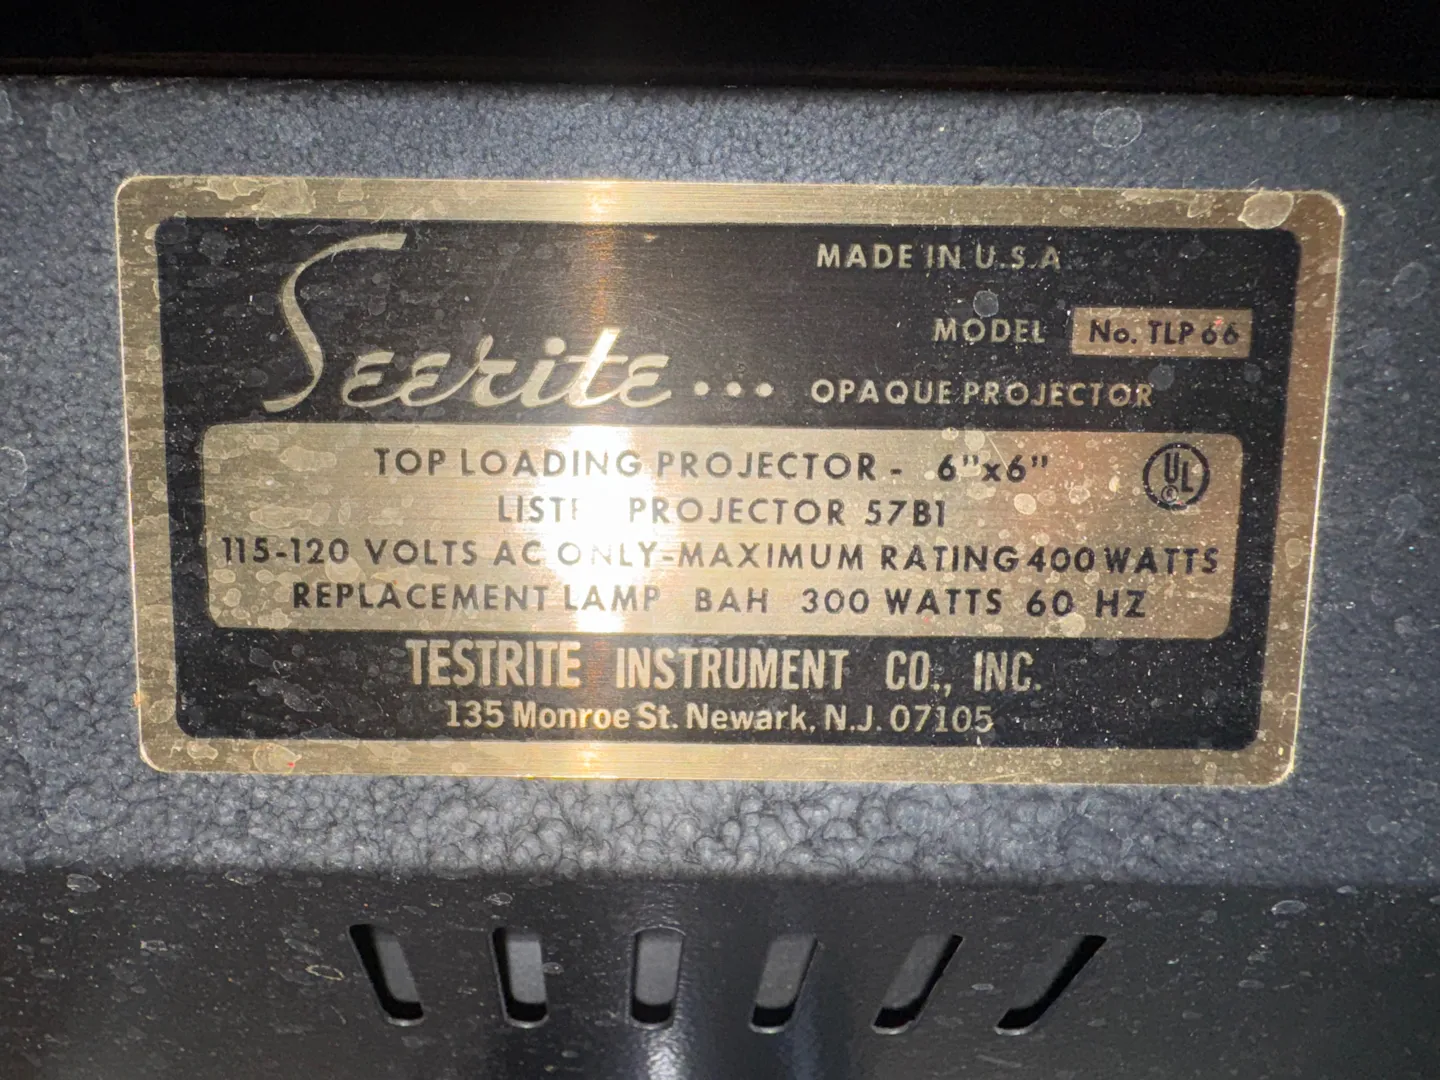 MADE IN U.S.A.
MODEL No. TLP 66
Seerite... OPAQUE PROJECTOR
TOP LOADING PROJECTOR - 6"x6"
UL
PROJECTOR 57B1
115-120 VOLTS AC ONLY-MAXIMUM RATING 400 WATTS
REPLACEMENT LAMP BAH 300 WATTS 60 HZ
TESTRITE INSTRUMENT CO., INC.
135 Monroe St. Newark, N.J. 07105